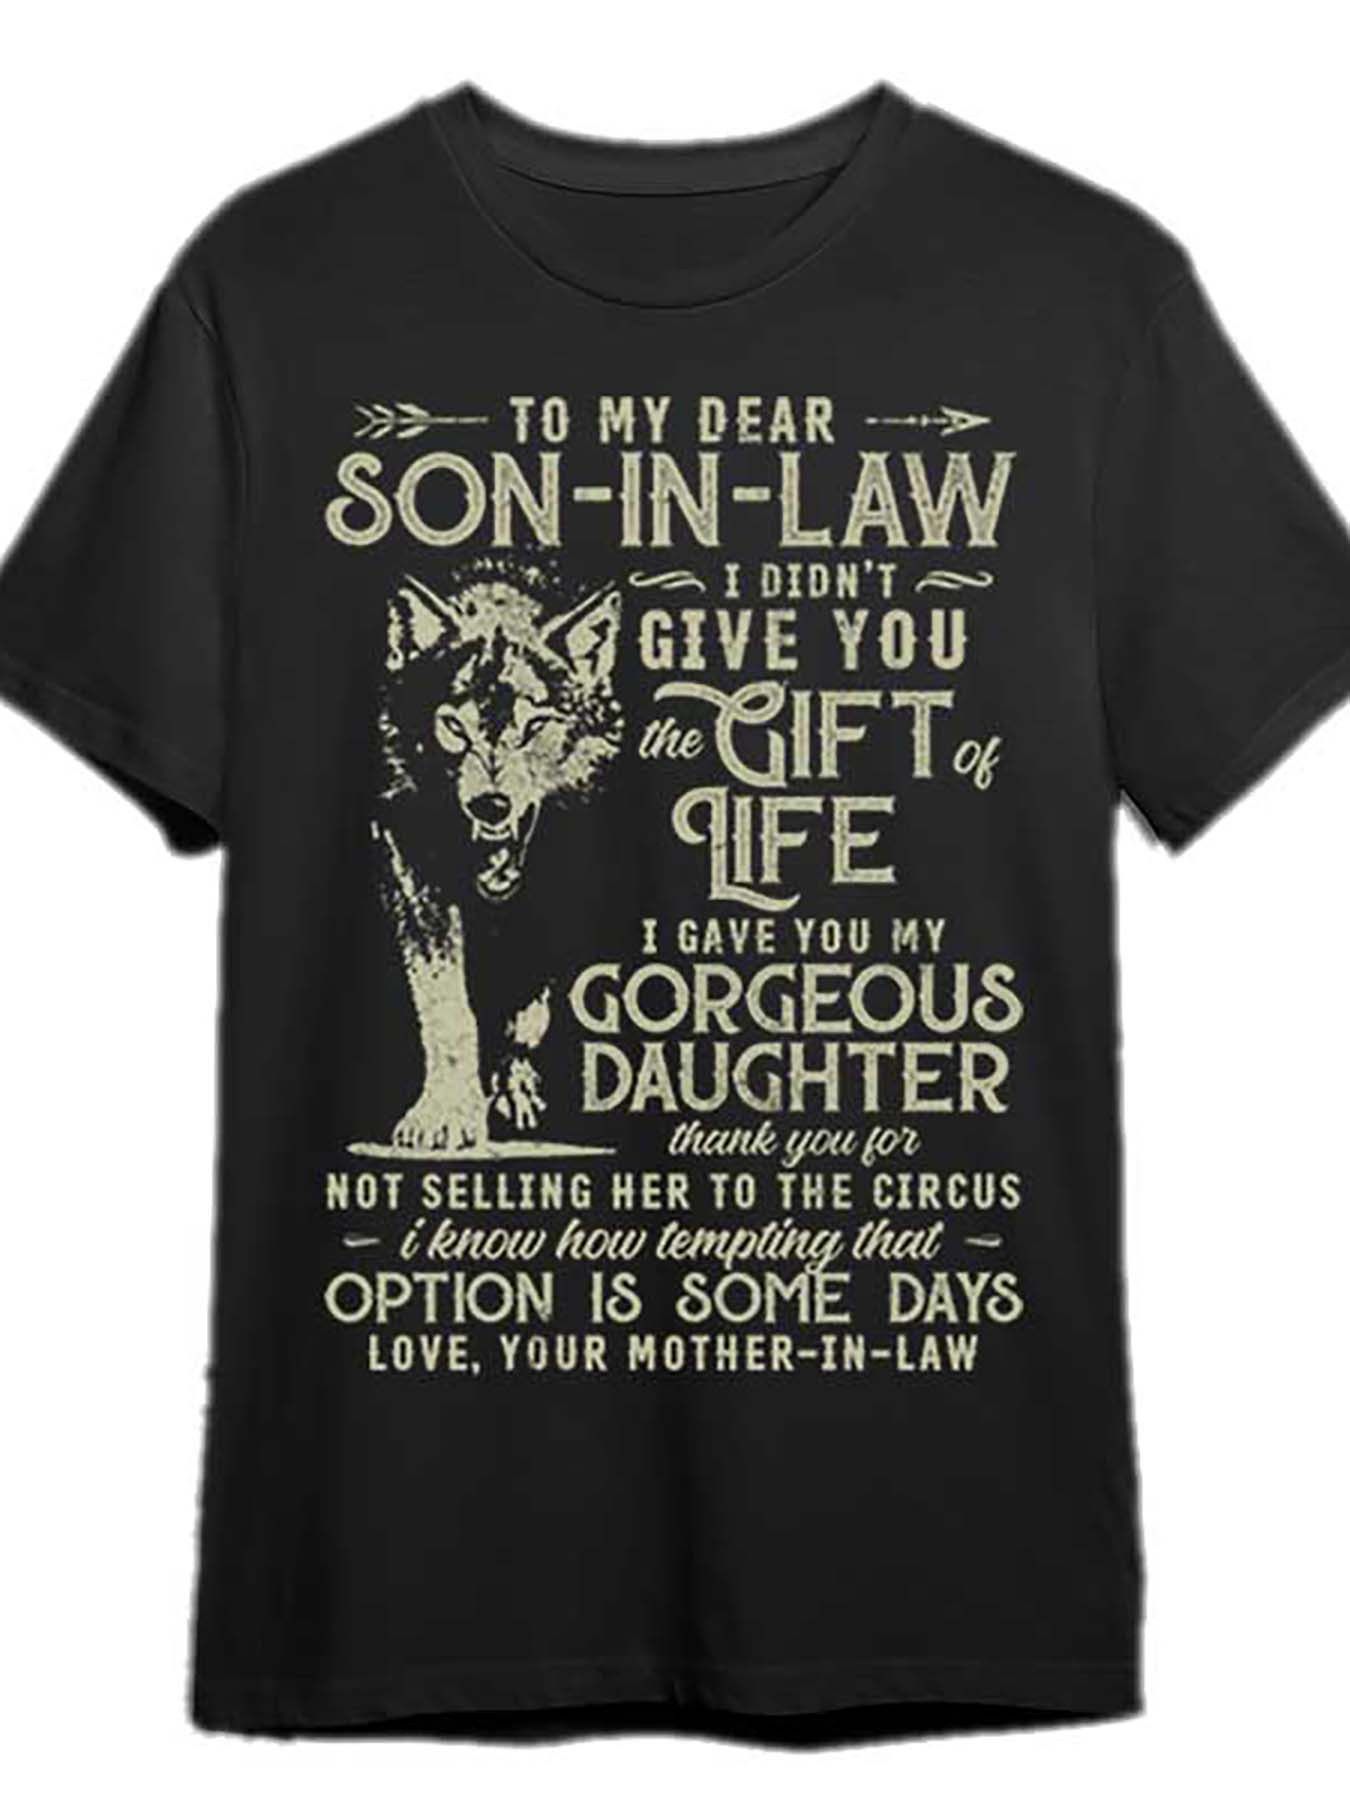 TO MY DEAR
SON-IN-LAW
I DIDN'T
GIVE YOU
the GIFT of
LIFE
I GAVE YOU MY
GORGEOUS
DAUGHTER
thank you for
NOT SELLING HER TO THE CIRCUS
i know how tempting that
OPTION IS SOME DAYS
LOVE, YOUR MOTHER-IN-LAW